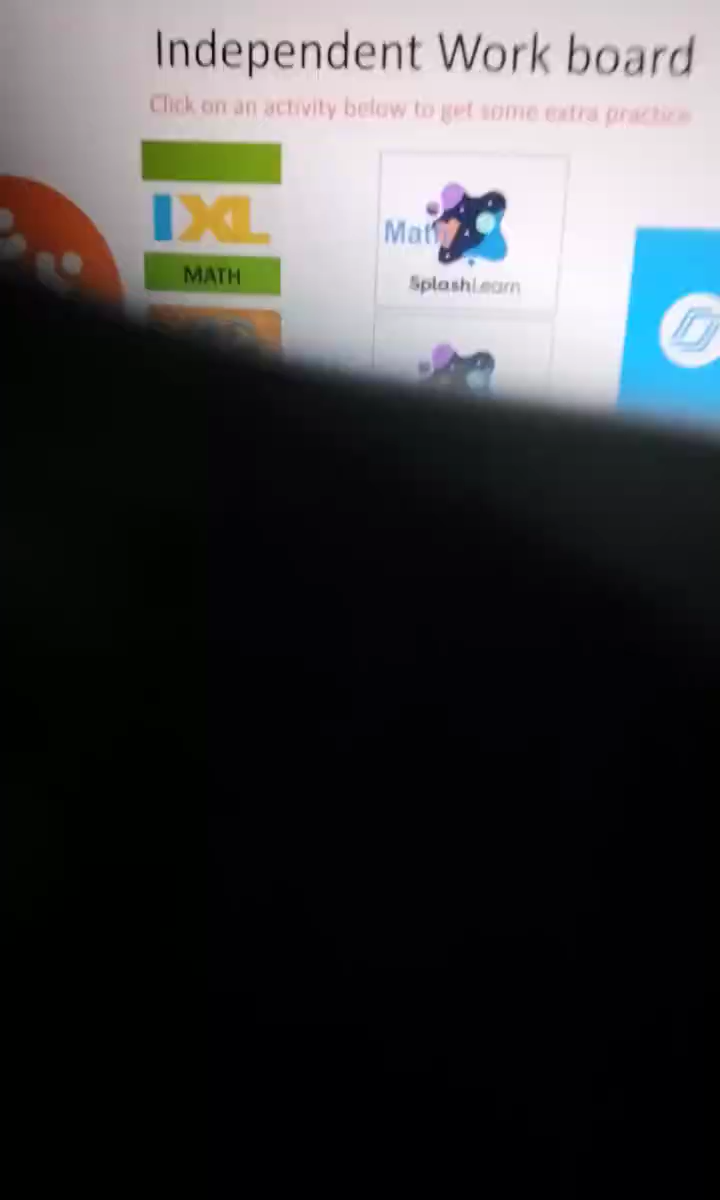 Independent Work board
Click on an activity below to get some extra practice
IXL
MATH
Math
SplashLearn